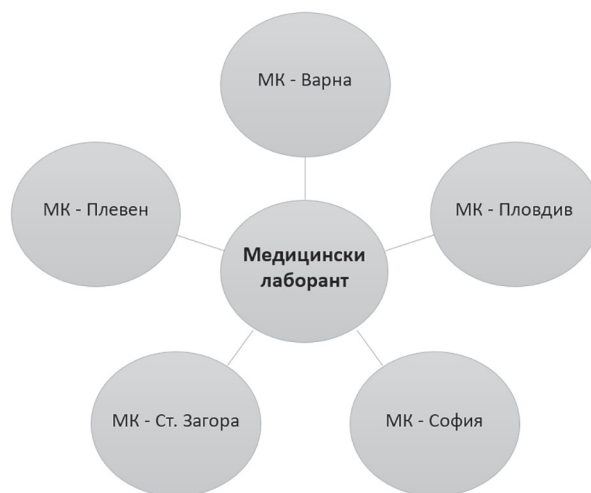 МК - Варна
МК - Плевен
МК - Пловдив
Медицински
лаборант
МК - Ст. Загора
МК - София